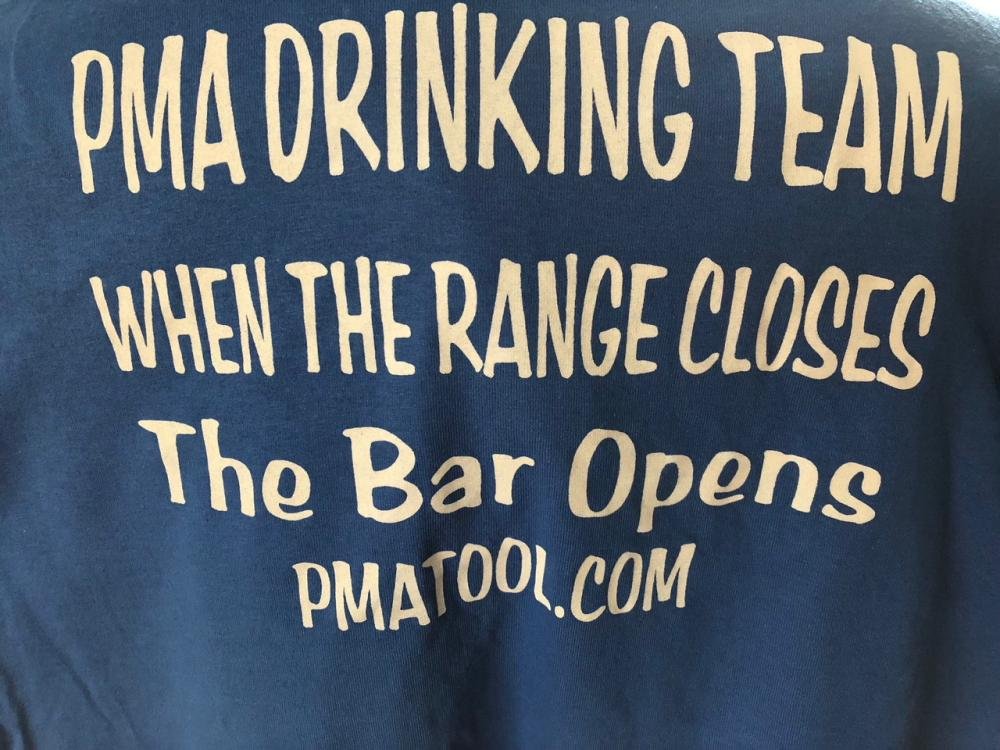 PMA DRINKING TEAM
WHEN THE RANGE CLOSES
The Bar Opens
PMATOOL.COM